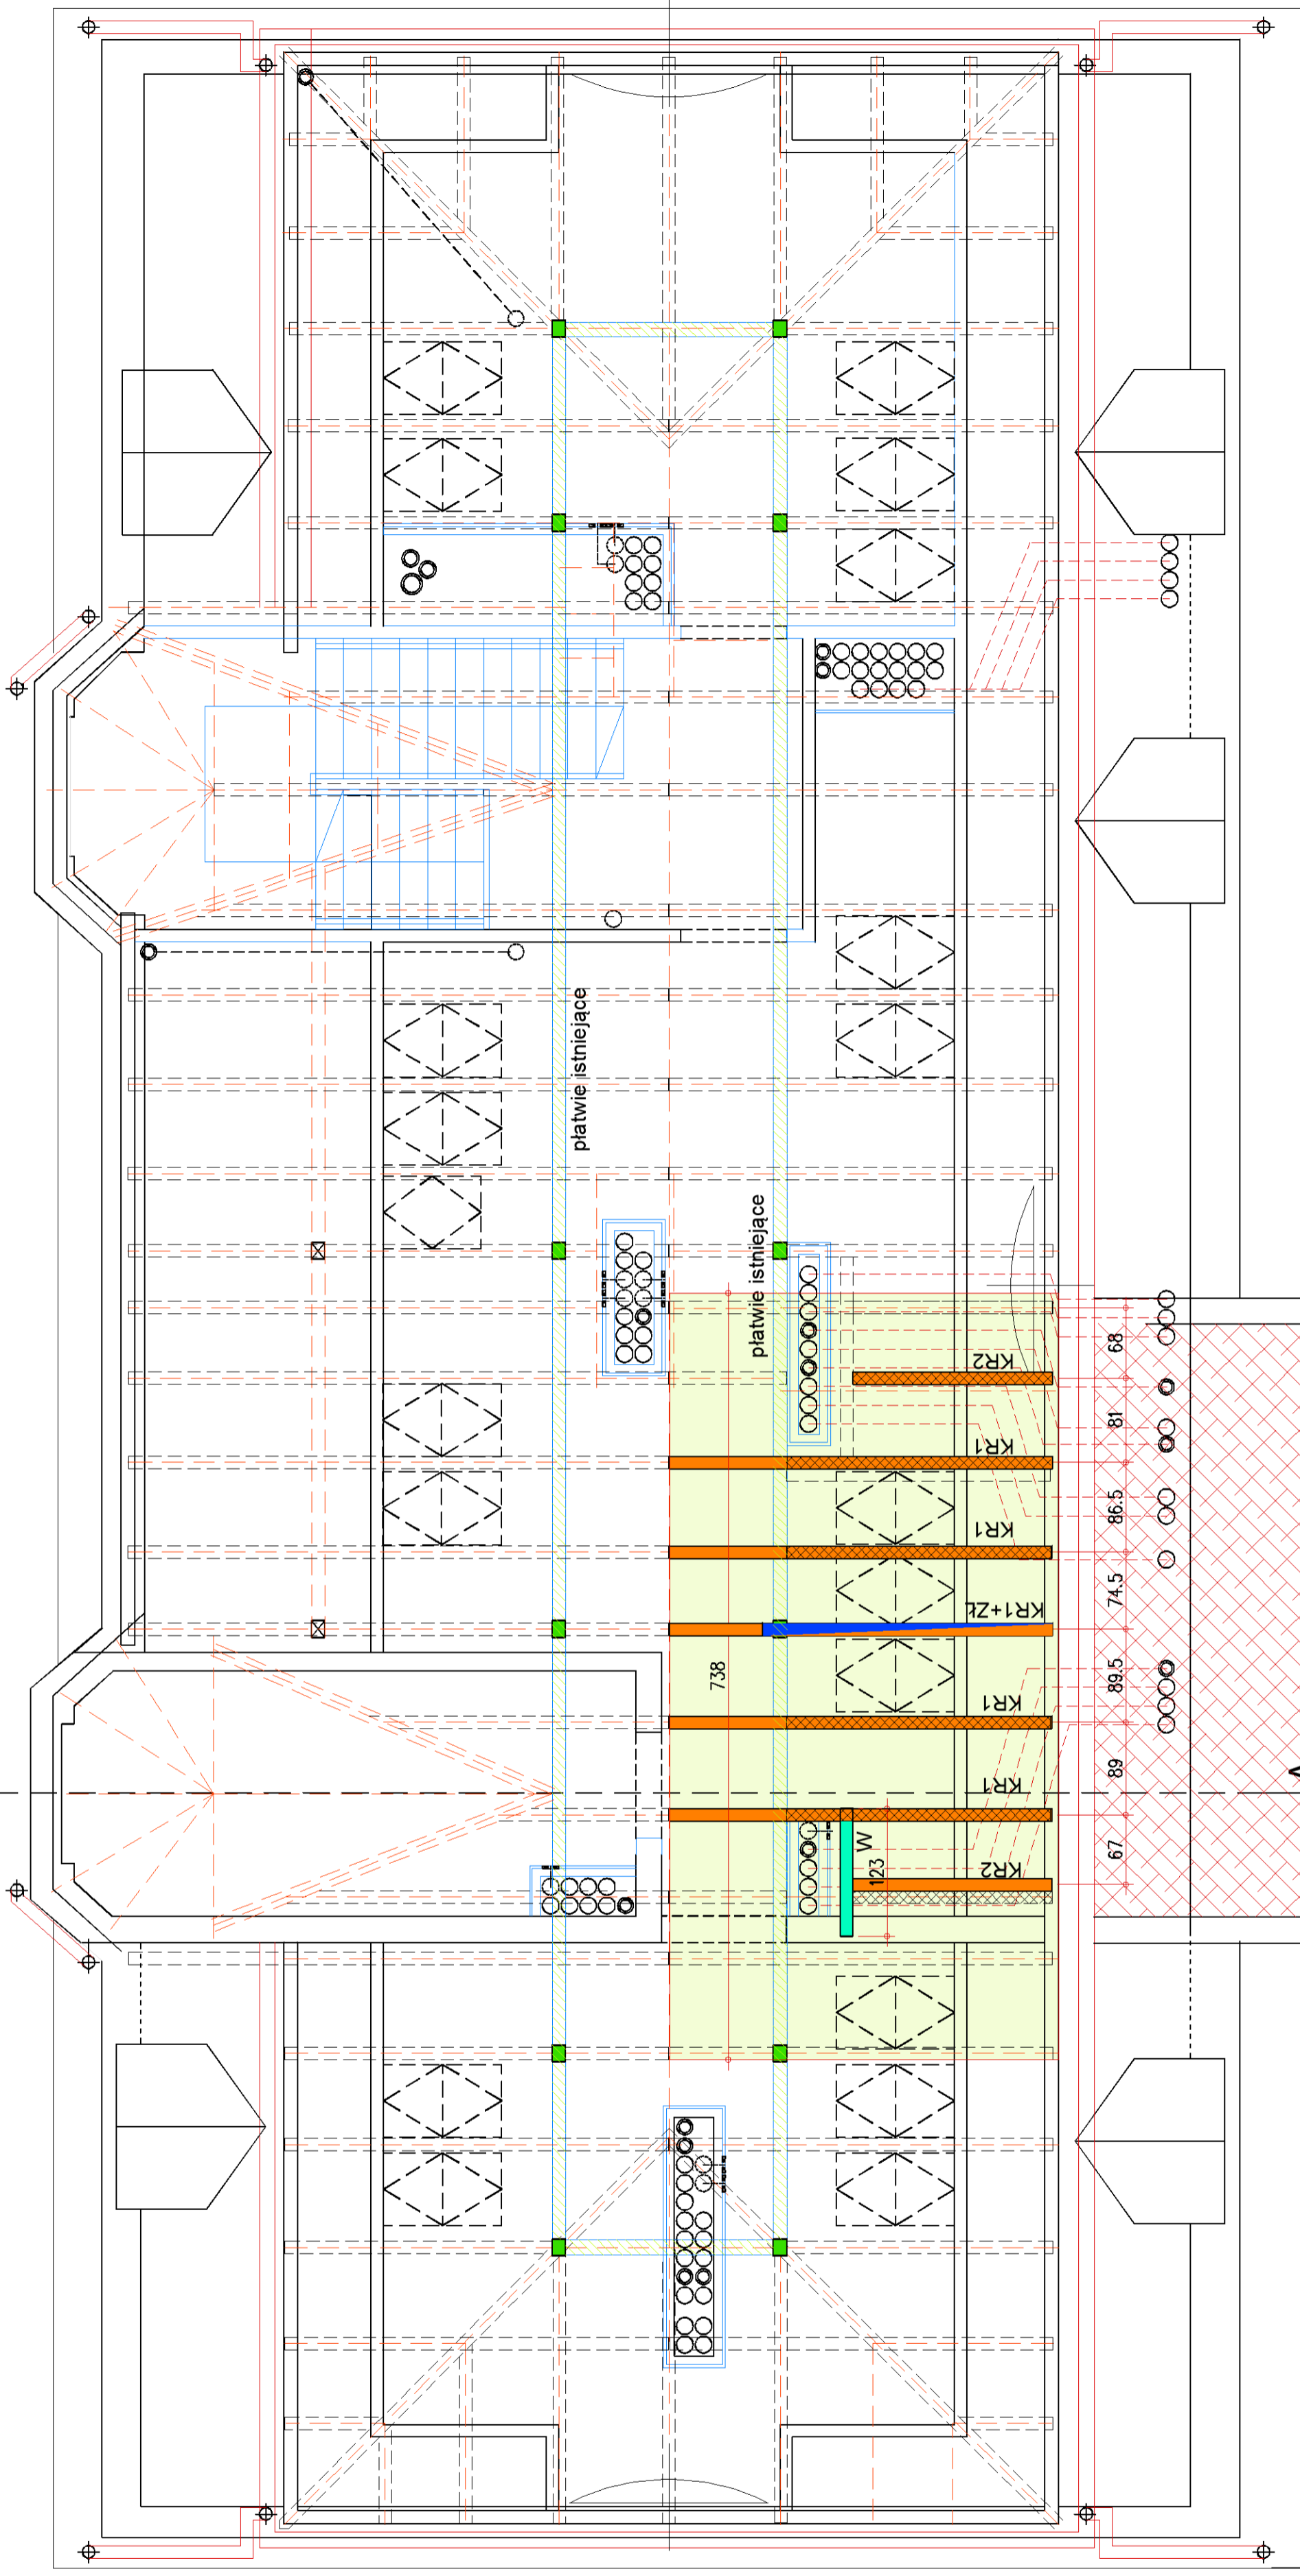 płatwie istniejące
płatwie istniejące
KR2
68
81
KR1
86.5
KR1
74.5
KR1+ZŁ
89.5
738
KR1
KR1
89
W
123
KR2
67